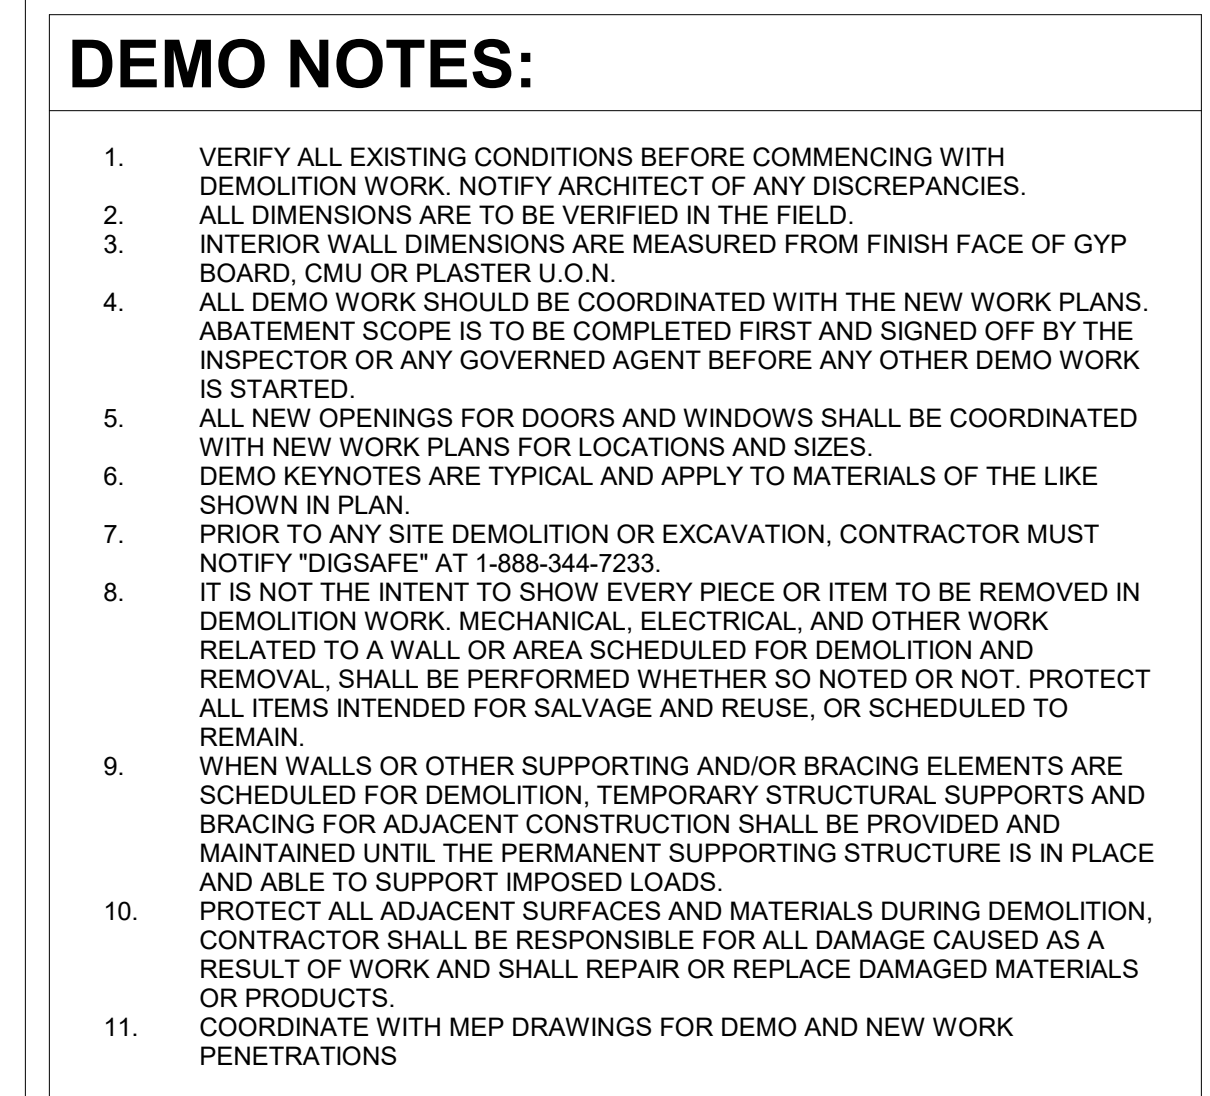 DEMO NOTES:
1. VERIFY ALL EXISTING CONDITIONS BEFORE COMMENCING WITH
DEMOLITION WORK. NOTIFY ARCHITECT OF ANY DISCREPANCIES.
2. ALL DIMENSIONS ARE TO BE VERIFIED IN THE FIELD.
3. INTERIOR WALL DIMENSIONS ARE MEASURED FROM FINISH FACE OF GYP
BOARD, CMU OR PLASTER U.O.N.
4. ALL DEMO WORK SHOULD BE COORDINATED WITH THE NEW WORK PLANS.
ABATEMENT SCOPE IS TO BE COMPLETED FIRST AND SIGNED OFF BY THE
INSPECTOR OR ANY GOVERNED AGENT BEFORE ANY OTHER DEMO WORK
IS STARTED.
5. ALL NEW OPENINGS FOR DOORS AND WINDOWS SHALL BE COORDINATED
WITH NEW WORK PLANS FOR LOCATIONS AND SIZES.
6. DEMO KEYNOTES ARE TYPICAL AND APPLY TO MATERIALS OF THE LIKE
SHOWN IN PLAN.
7. PRIOR TO ANY SITE DEMOLITION OR EXCAVATION, CONTRACTOR MUST
NOTIFY "DIGSAFE" AT 1-888-344-7233.
8. IT IS NOT THE INTENT TO SHOW EVERY PIECE OR ITEM TO BE REMOVED IN
DEMOLITION WORK. MECHANICAL, ELECTRICAL, AND OTHER WORK
RELATED TO A WALL OR AREA SCHEDULED FOR DEMOLITION AND
REMOVAL, SHALL BE PERFORMED WHETHER SO NOTED OR NOT. PROTECT
ALL ITEMS INTENDED FOR SALVAGE AND REUSE, OR SCHEDULED TO
REMAIN.
9. WHEN WALLS OR OTHER SUPPORTING AND/OR BRACING ELEMENTS ARE
SCHEDULED FOR DEMOLITION, TEMPORARY STRUCTURAL SUPPORTS AND
BRACING FOR ADJACENT CONSTRUCTION SHALL BE PROVIDED AND
MAINTAINED UNTIL THE PERMANENT SUPPORTING STRUCTURE IS IN PLACE
AND ABLE TO SUPPORT IMPOSED LOADS.
10. PROTECT ALL ADJACENT SURFACES AND MATERIALS DURING DEMOLITION,
CONTRACTOR SHALL BE RESPONSIBLE FOR ALL DAMAGE CAUSED AS A
RESULT OF WORK AND SHALL REPAIR OR REPLACE DAMAGED MATERIALS
OR PRODUCTS.
11. COORDINATE WITH MEP DRAWINGS FOR DEMO AND NEW WORK
PENETRATIONS